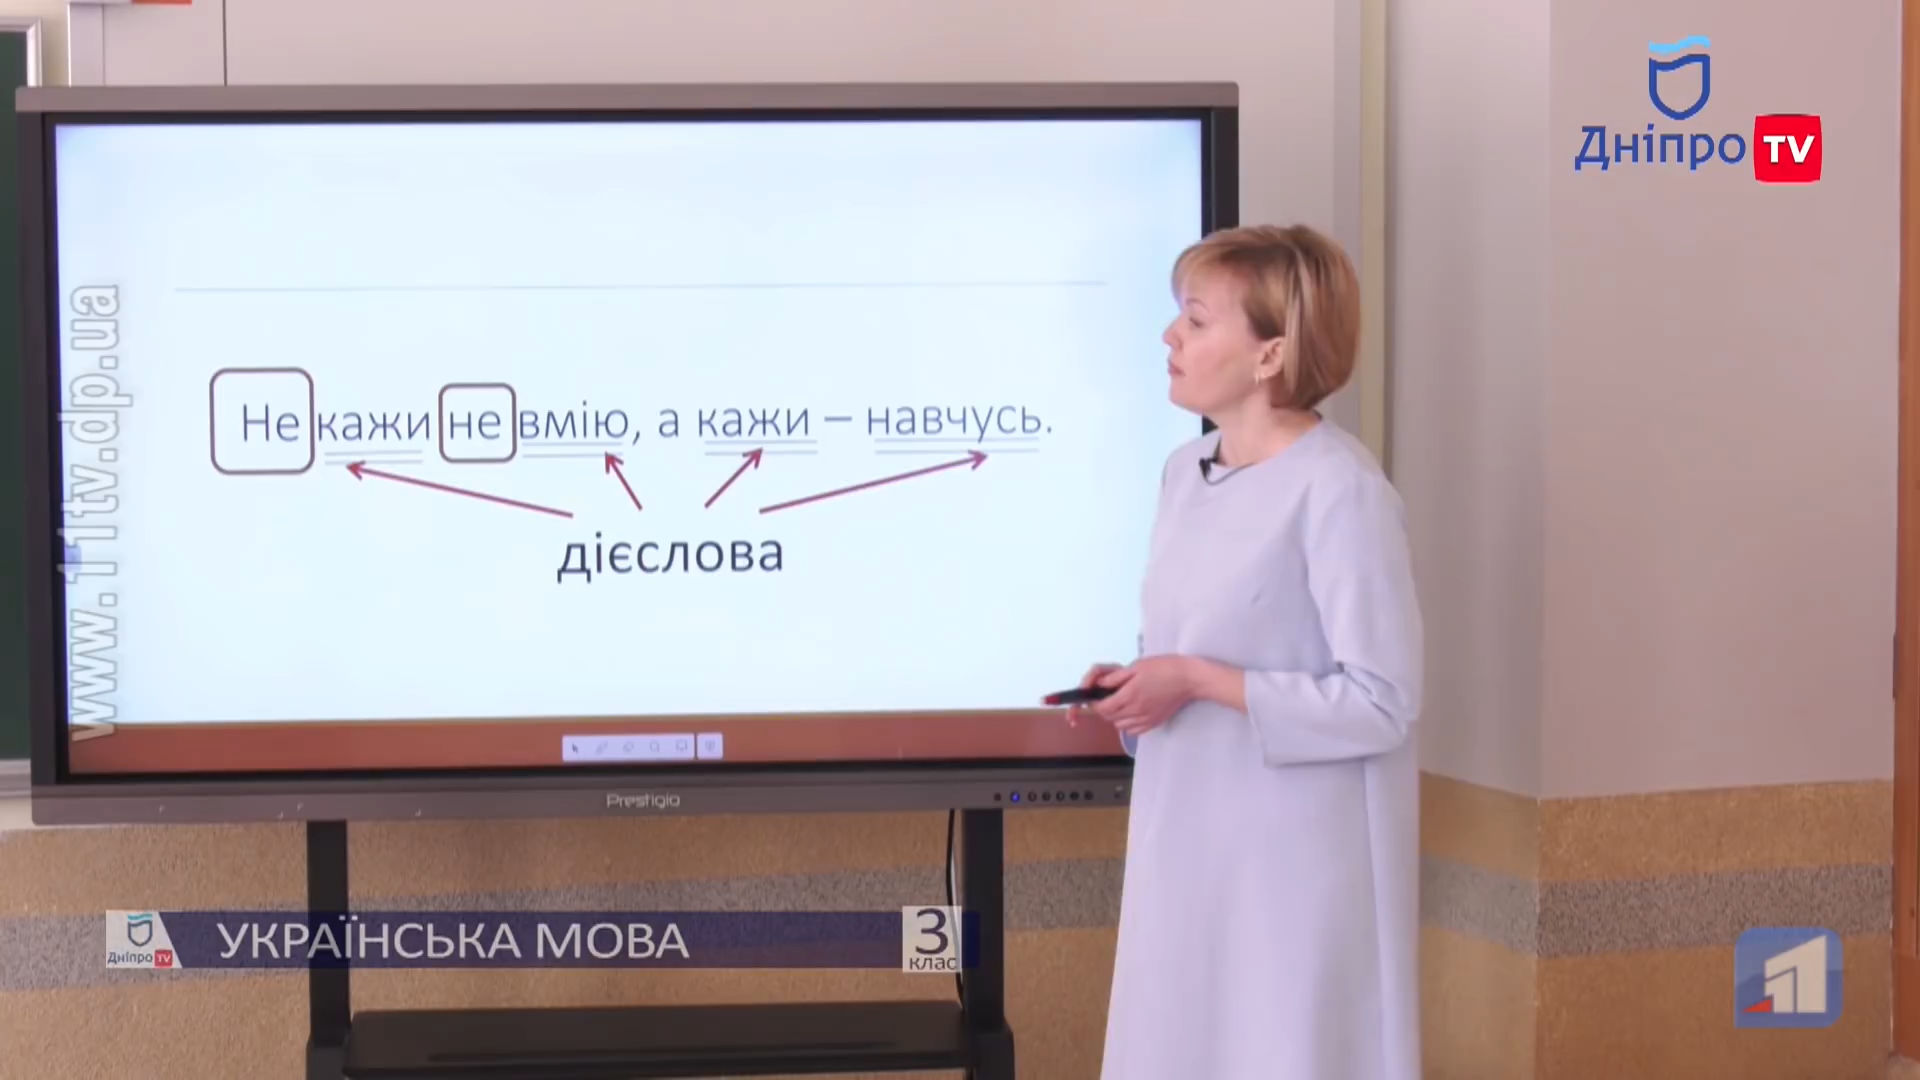 Дніпро TV
www.11tv.dp.ua
Не кажи не вмію, а кажи – навчусь.
дієслова
Prestigio
Дніпро TV
УКРАЇНСЬКА МОВА
3
клас
11